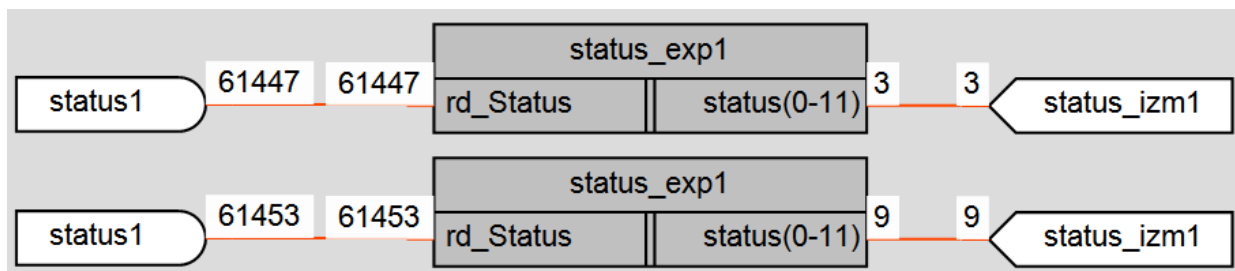 status_exp1
status1 61447 61447 rd_Status status(0-11) 3 3 status_izm1
status_exp1
status1 61453 61453 rd_Status status(0-11) 9 9 status_izm1